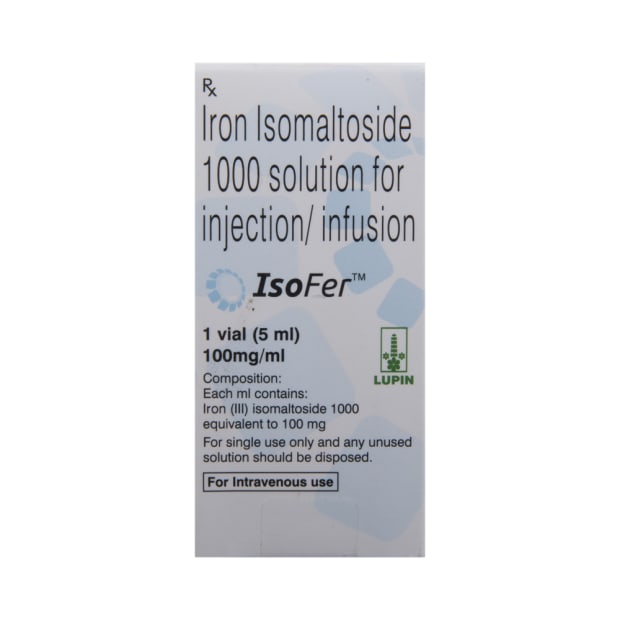 Rx
Iron Isomaltoside
1000 solution for
injection/ infusion
IsoFer™
1 vial (5 ml)
100mg/ml
LUPIN
Composition:
Each ml contains:
Iron (III) isomaltoside 1000
equivalent to 100 mg
For single use only and any unused
solution should be disposed.
For Intravenous use